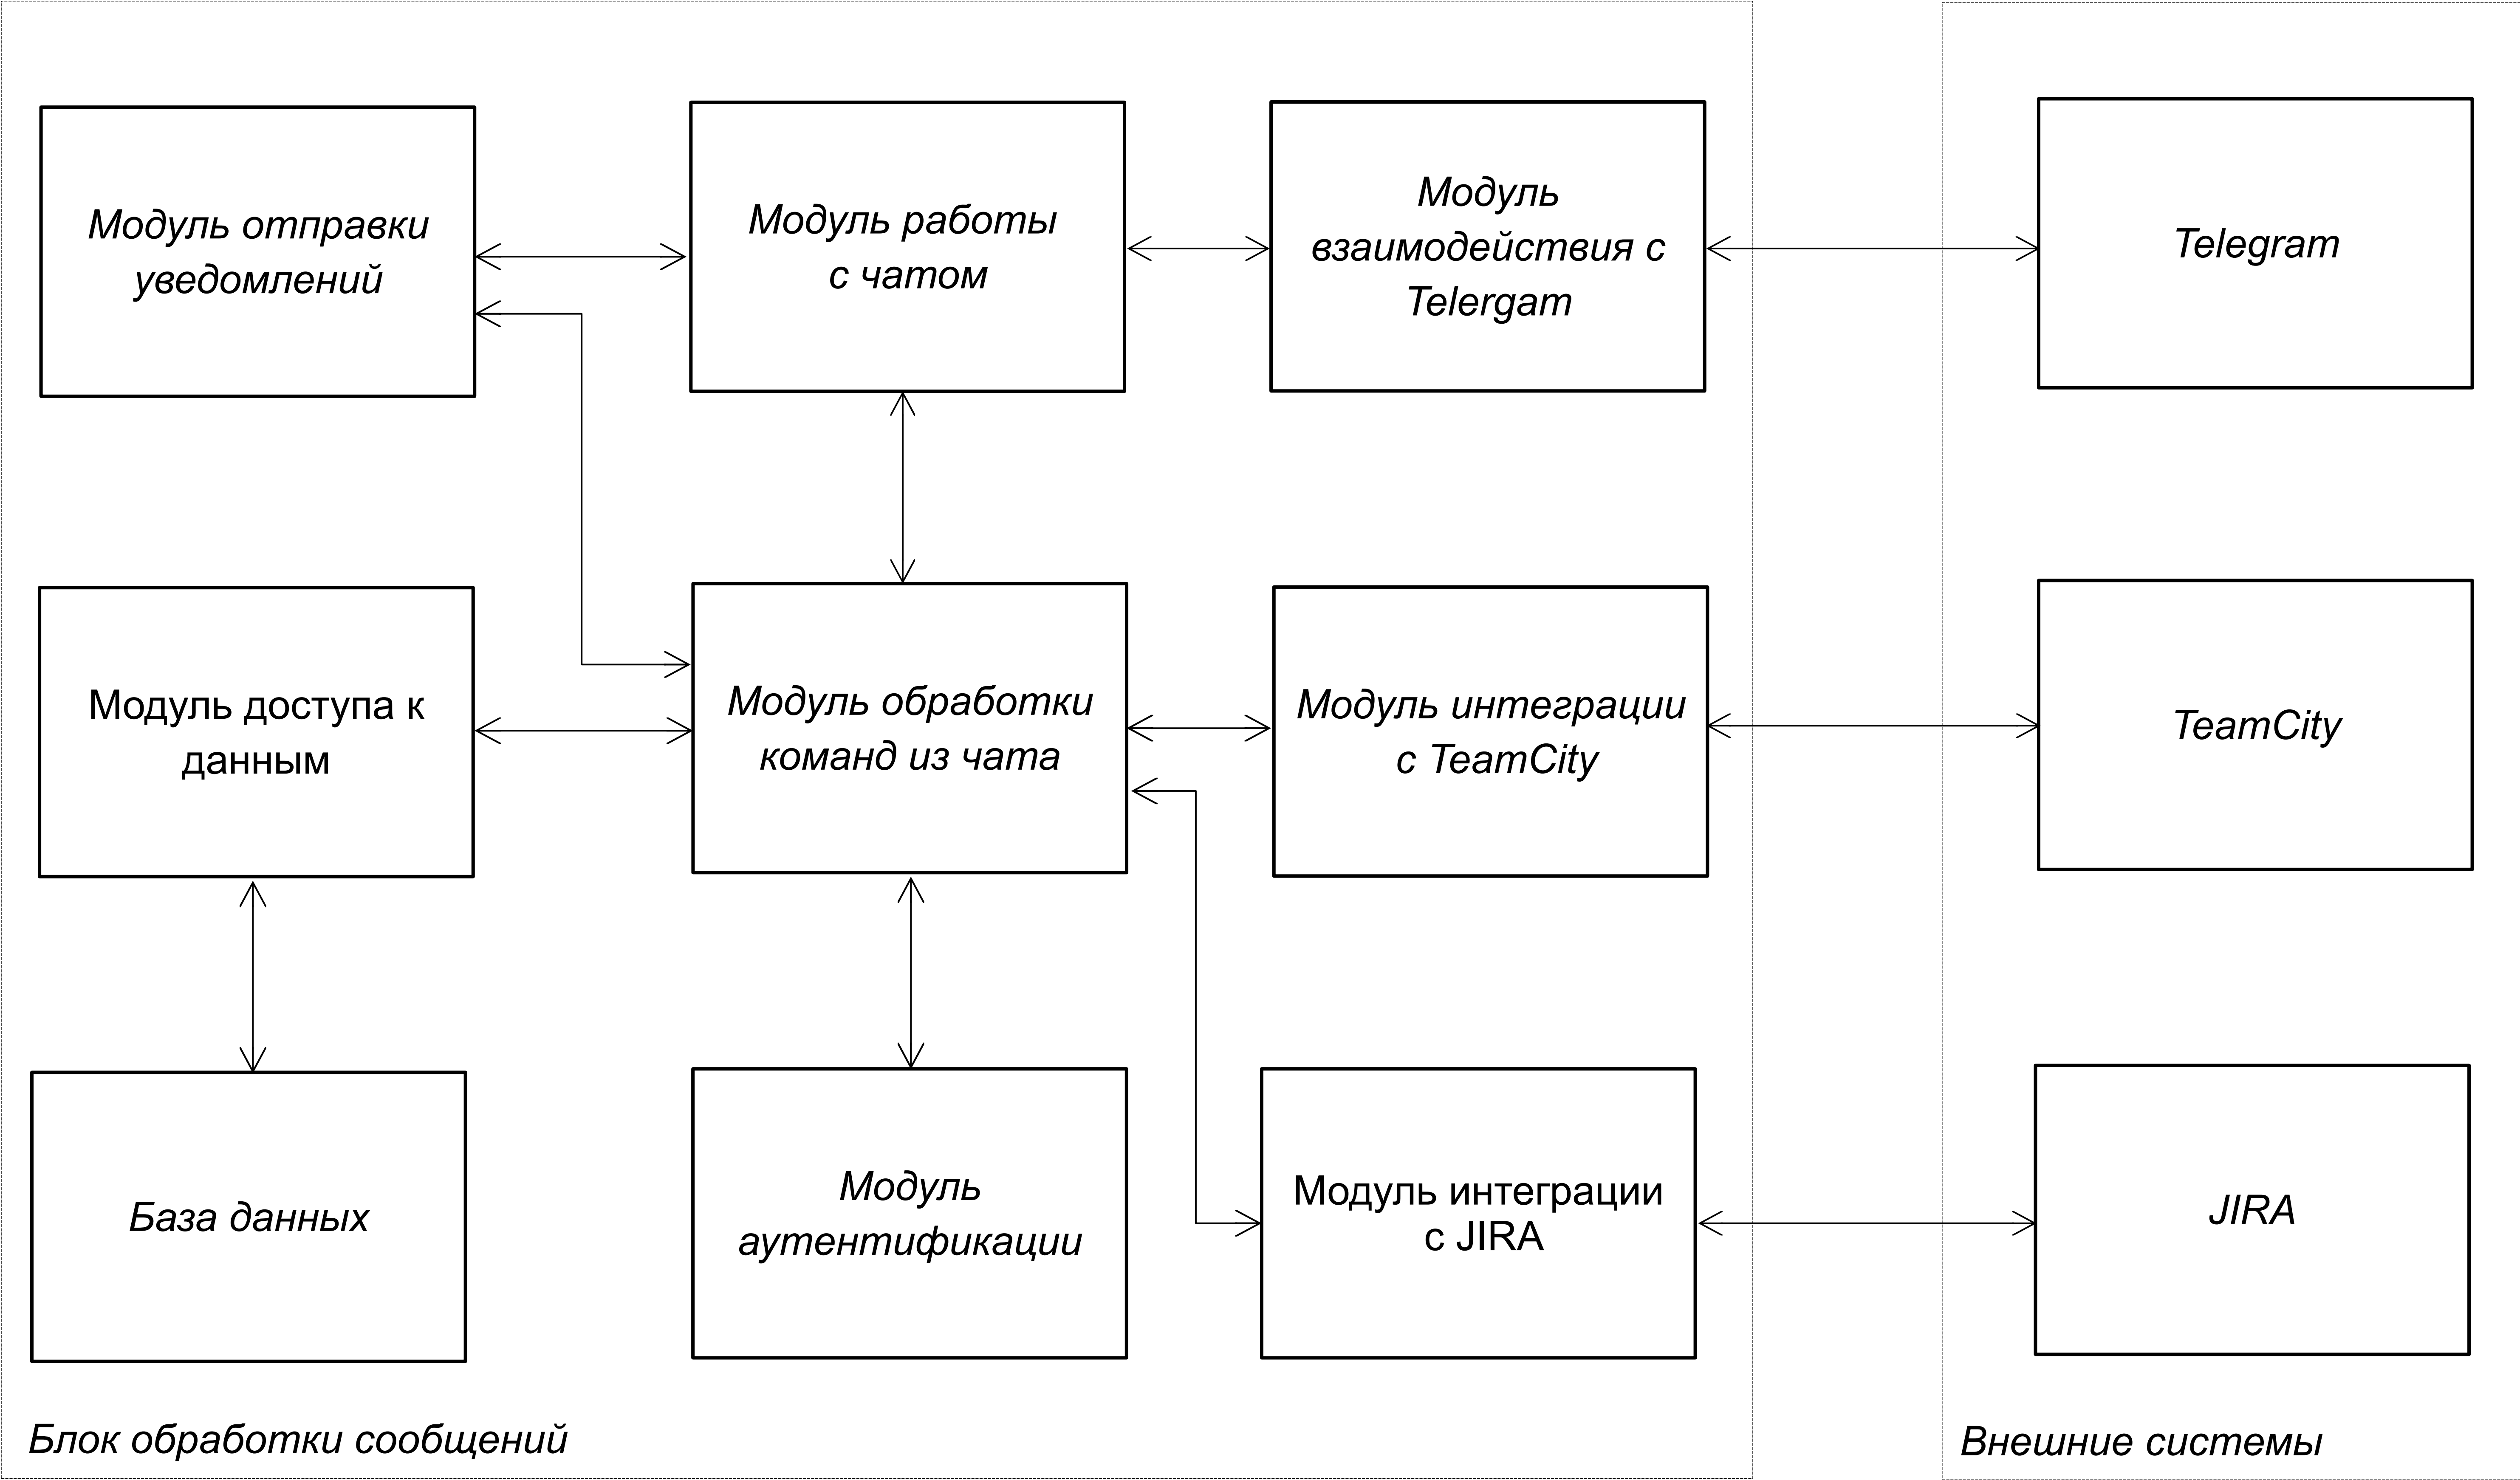 Модуль отправки
уведомлений
Модуль работы
с чатом
Модуль
взаимодействия с
Telergam
Telegram
Модуль доступа к
данным
Модуль обработки
команд из чата
Модуль интеграции
с TeamCity
TeamCity
База данных
Модуль
аутентификации
Модуль интеграции
с JIRA
JIRA
Блок обработки сообщений
Внешние системы